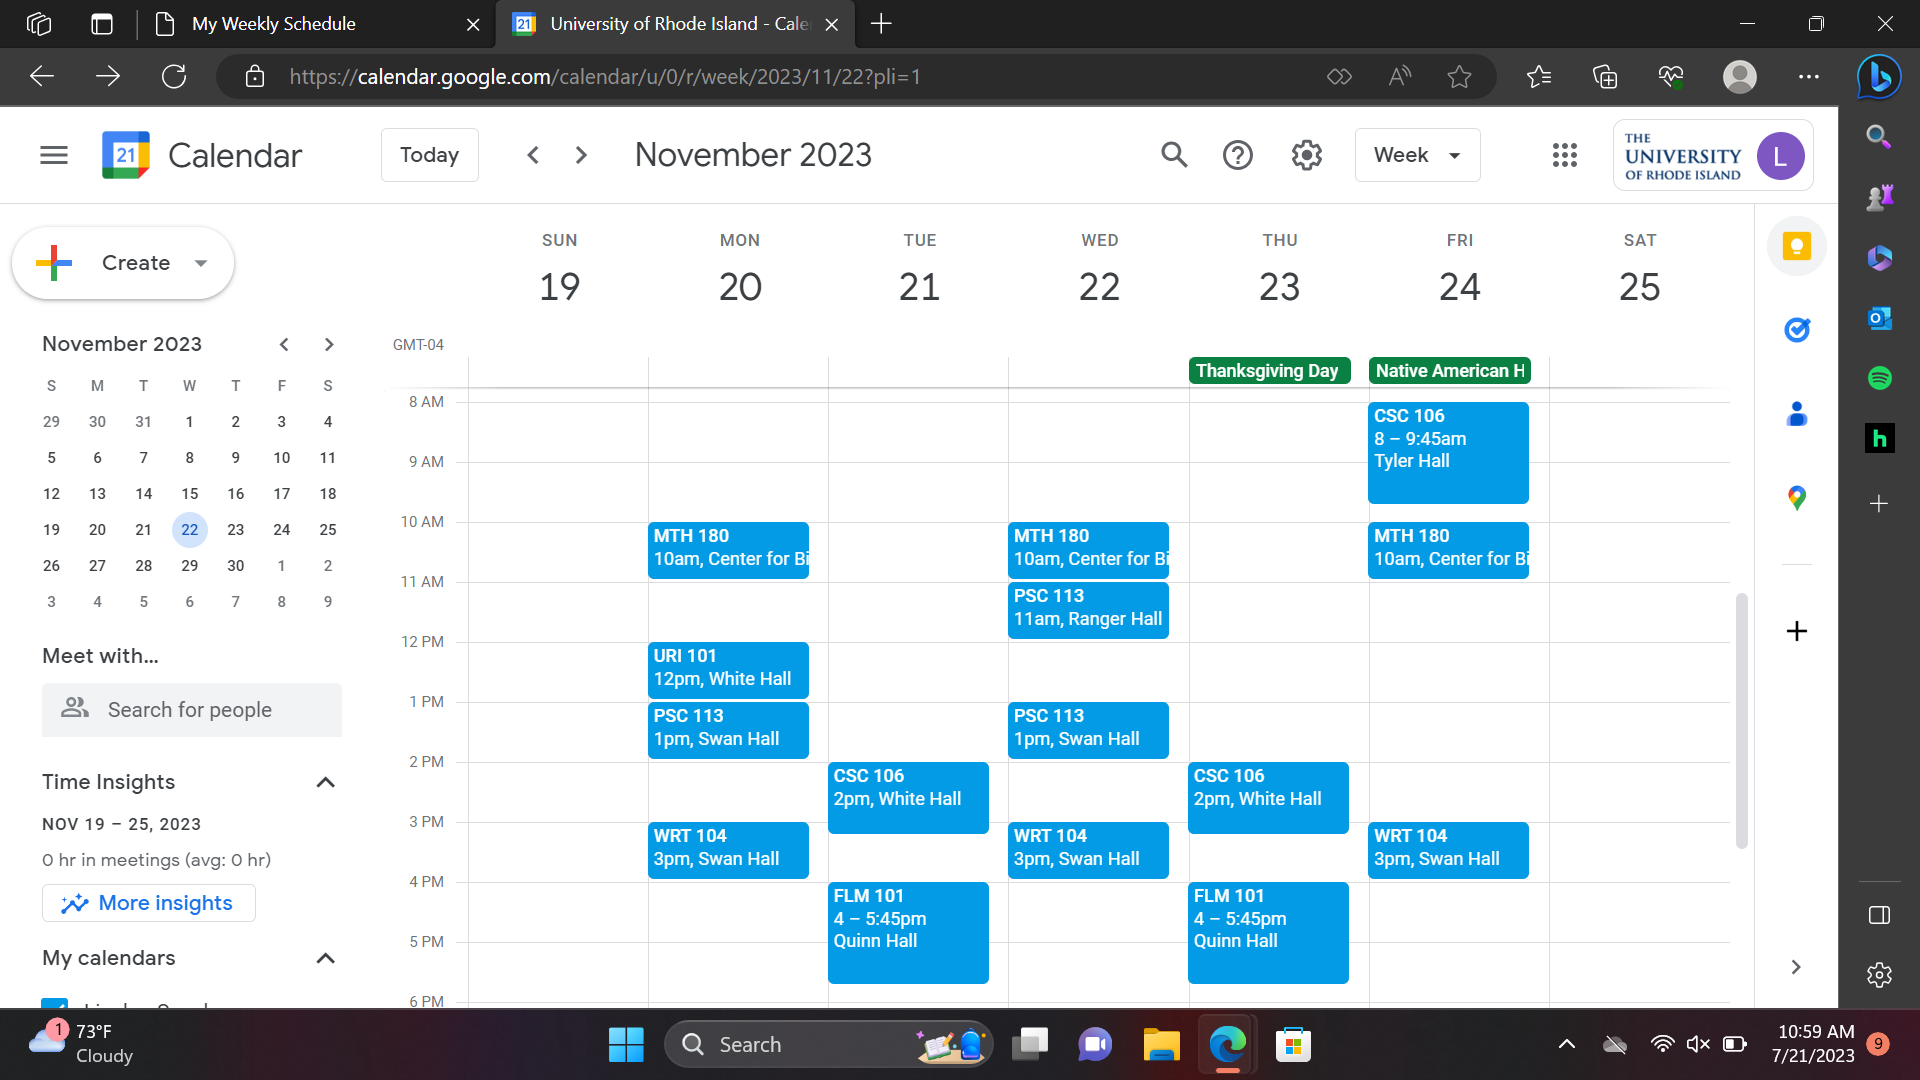 My Weekly Schedule
University of Rhode Island - Cale
https://calendar.google.com/calendar/u/0/r/week/2023/11/22?pli=1
21 Calendar
Today
November 2023
Week
THE
UNIVERSITY
OF RHODE ISLAND
L
Create
November 2023
S M T W T F S
29 30 31 1 2 3 4
5 6 7 8 9 10 11
12 13 14 15 16 17 18
19 20 21 22 23 24 25
26 27 28 29 30 1 2
3 4 5 6 7 8 9
Meet with...
Search for people
Time Insights
NOV 19 – 25, 2023
0 hr in meetings (avg: 0 hr)
More insights
My calendars
SUN MON TUE WED THU FRI SAT
19 20 21 22 23 24 25
GMT-04
Thanksgiving Day
Native American H
8 AM
9 AM
10 AM
11 AM
12 PM
1 PM
2 PM
3 PM
4 PM
5 PM
6 PM
MTH 180
10am, Center for Bi
URI 101
12pm, White Hall
PSC 113
1pm, Swan Hall
WRT 104
3pm, Swan Hall
CSC 106
2pm, White Hall
FLM 101
4 – 5:45pm
Quinn Hall
MTH 180
10am, Center for Bi
PSC 113
11am, Ranger Hall
PSC 113
1pm, Swan Hall
WRT 104
3pm, Swan Hall
CSC 106
2pm, White Hall
FLM 101
4 – 5:45pm
Quinn Hall
CSC 106
8 – 9:45am
Tyler Hall
MTH 180
10am, Center for Bi
WRT 104
3pm, Swan Hall
1
73°F
Cloudy
Search
10:59 AM
7/21/2023
9